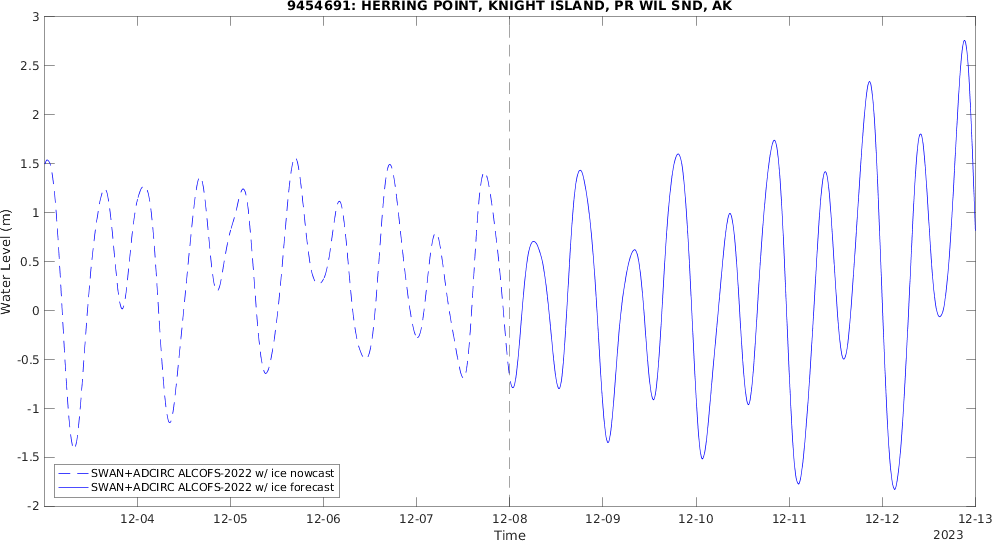 9454691: HERRING POINT, KNIGHT ISLAND, PR WIL SND, AK
3
2.5
2
1.5
1
0.5
0
-0.5
-1
-1.5
-2
Water Level (m)
SWAN+ADCIRC ALCOFS-2022 w/ ice nowcast
SWAN+ADCIRC ALCOFS-2022 w/ ice forecast
12-04 12-05 12-06 12-07 12-08 12-09 12-10 12-11 12-12 12-13
Time
2023